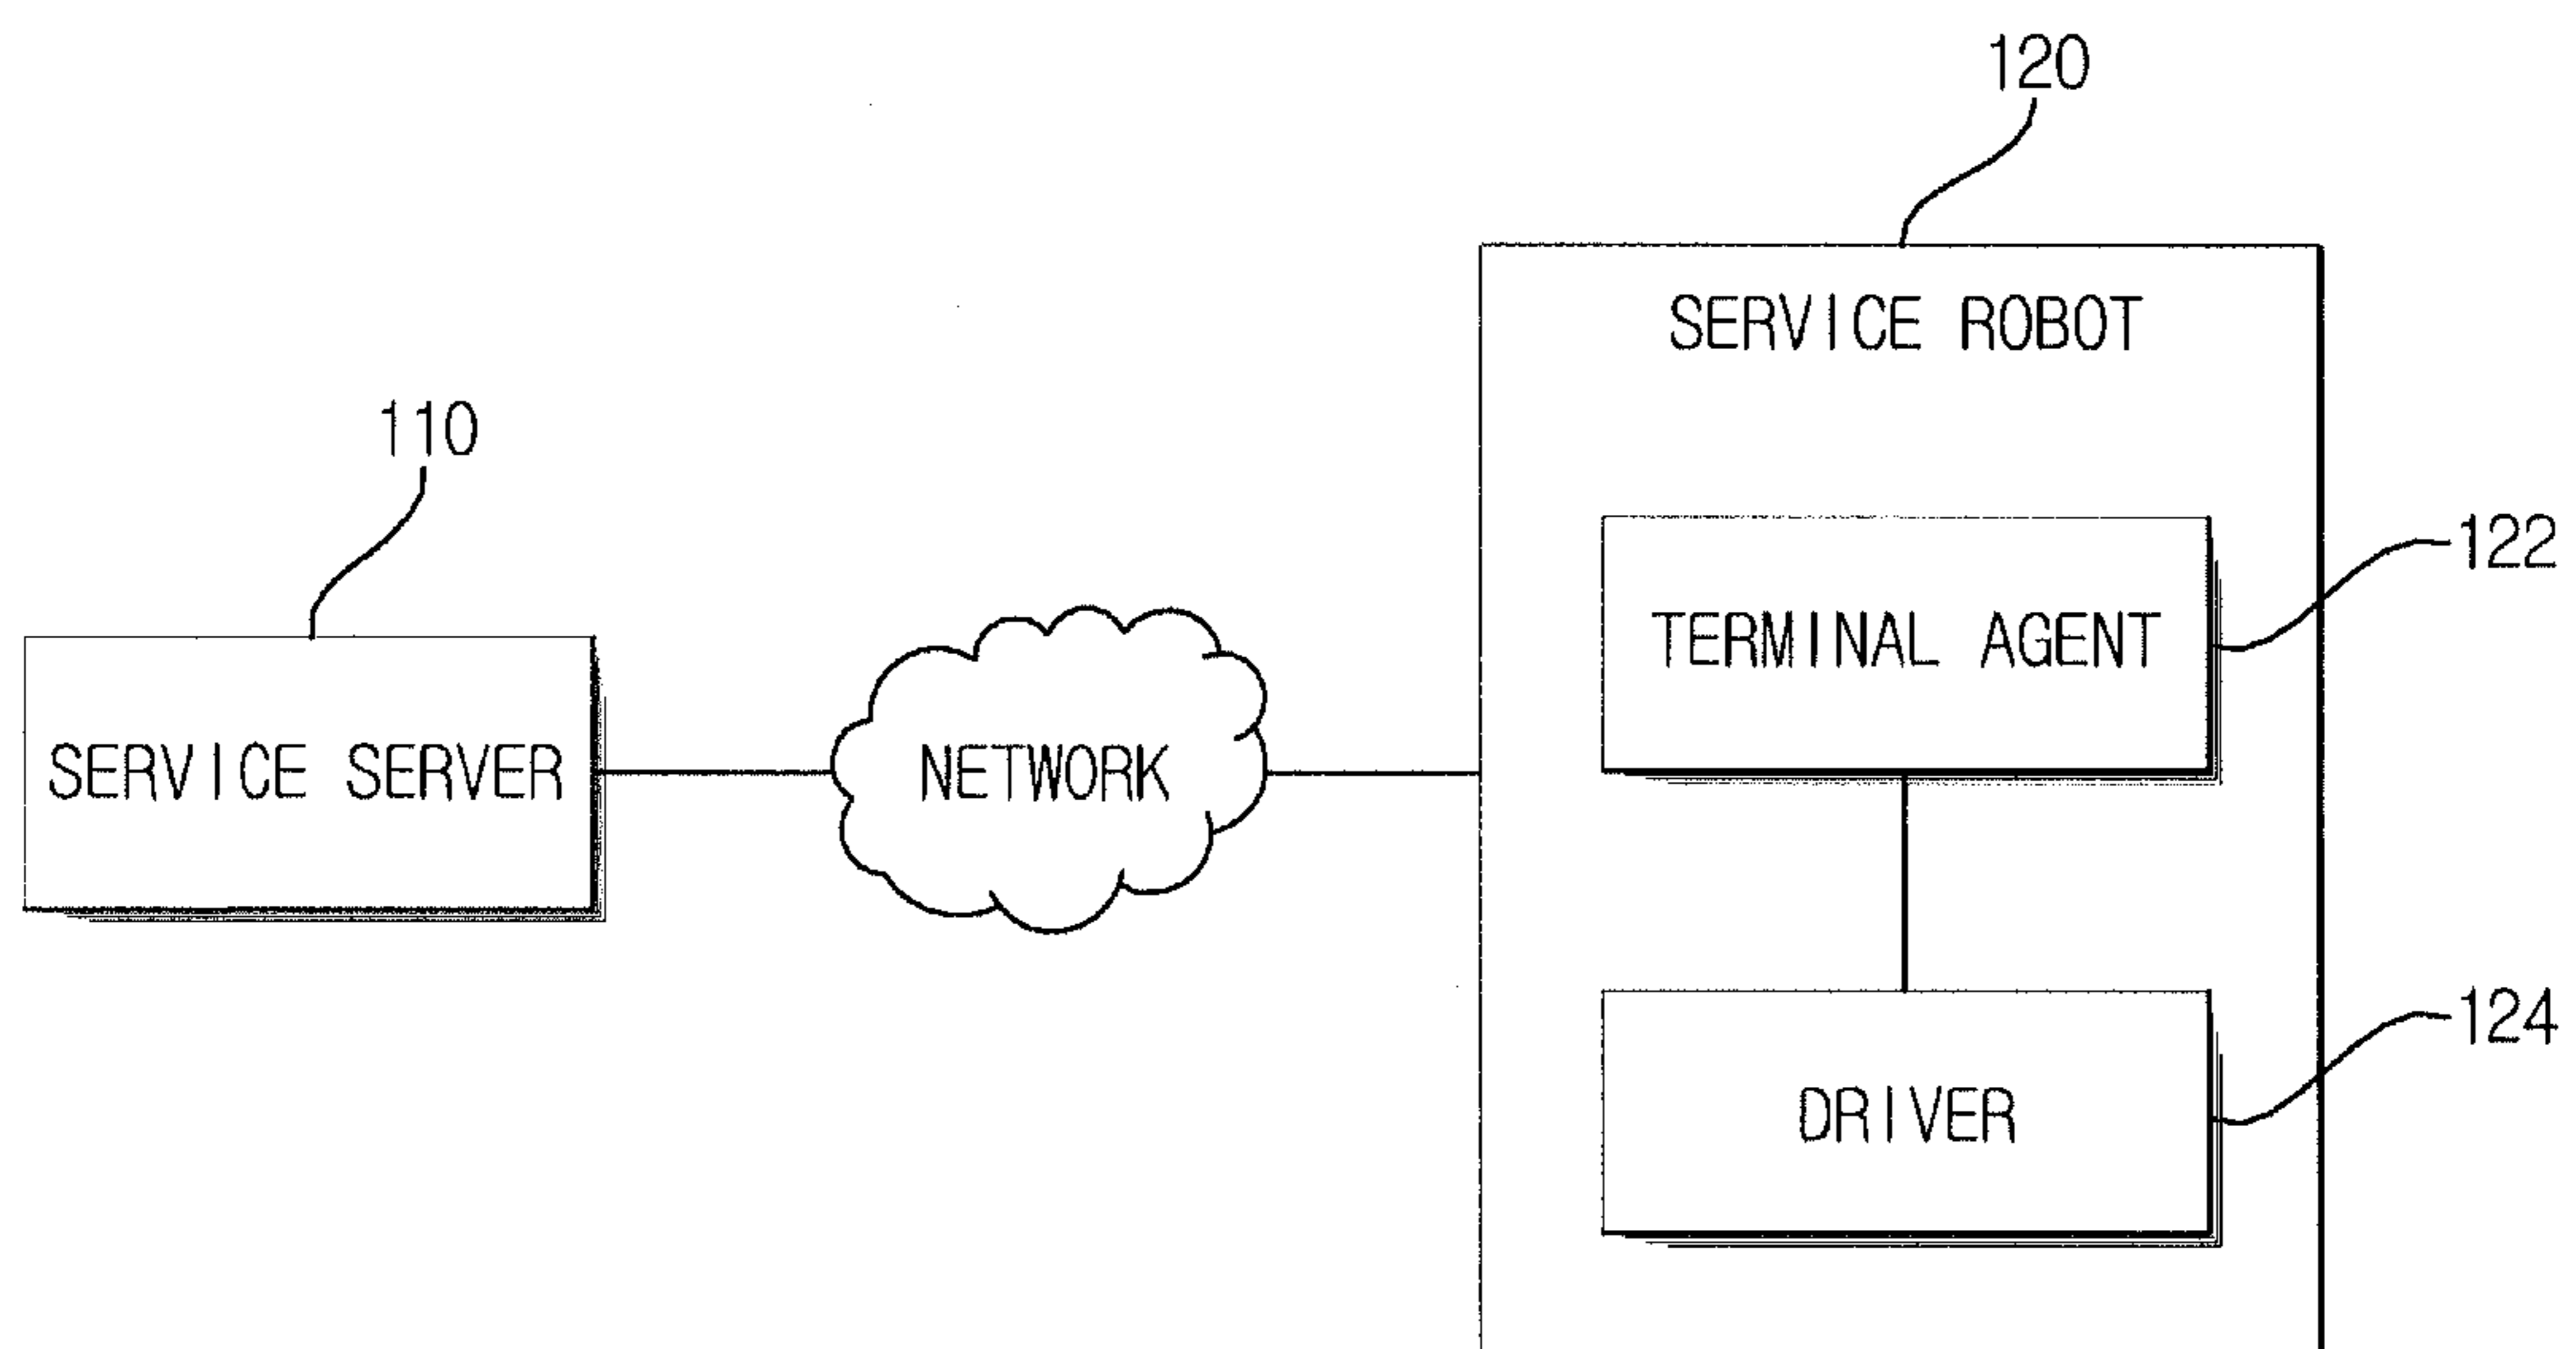 120
SERVICE ROBOT
110
122
TERMINAL AGENT
SERVICE SERVER
NETWORK
124
DRIVER